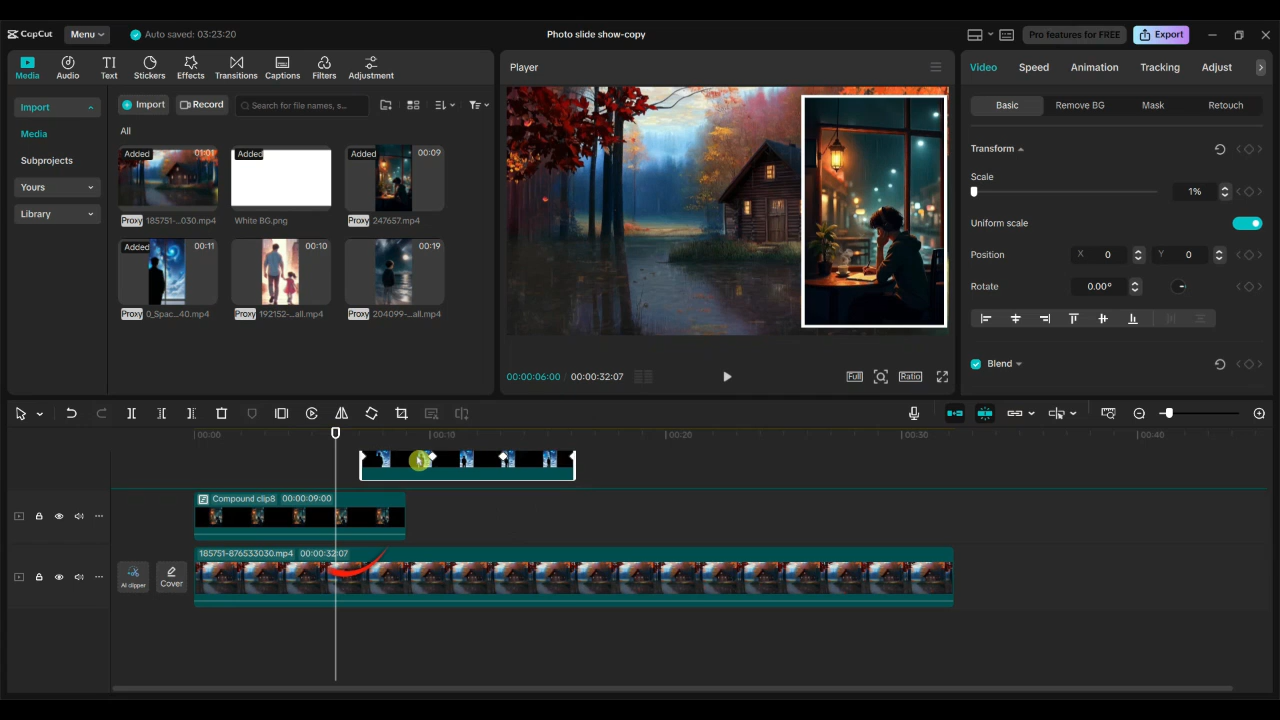 CapCut Menu Auto saved: 03:23:20 Photo slide show-copy Pro features for FREE Export
Media Audio Text Stickers Effects Transitions Captions Filters Adjustment
Import
Media
Subprojects
Yours
Library
Import Record Search for file names, s...
All
Added 01:01
Proxy 185751-...030.mp4
Added
White BG.png
Added 00:09
Proxy 247657.mp4
Added 00:11
Proxy 0_Spac...40.mp4
00:10
Proxy 192152-...all.mp4
00:19
Proxy 204099-...all.mp4
Player
00:00:06:00 / 00:00:32:07 Full Ratio
Video Speed Animation Tracking Adjust
Basic Remove BG Mask Retouch
Transform
Scale
1%
Uniform scale
Position X 0 Y 0
Rotate 0.00°
Blend
00:00 00:10 00:20 00:30 00:40
Compound clip8 00:00:09:00
185751-876533030.mp4 00:00:32:07
AI clipper
Cover